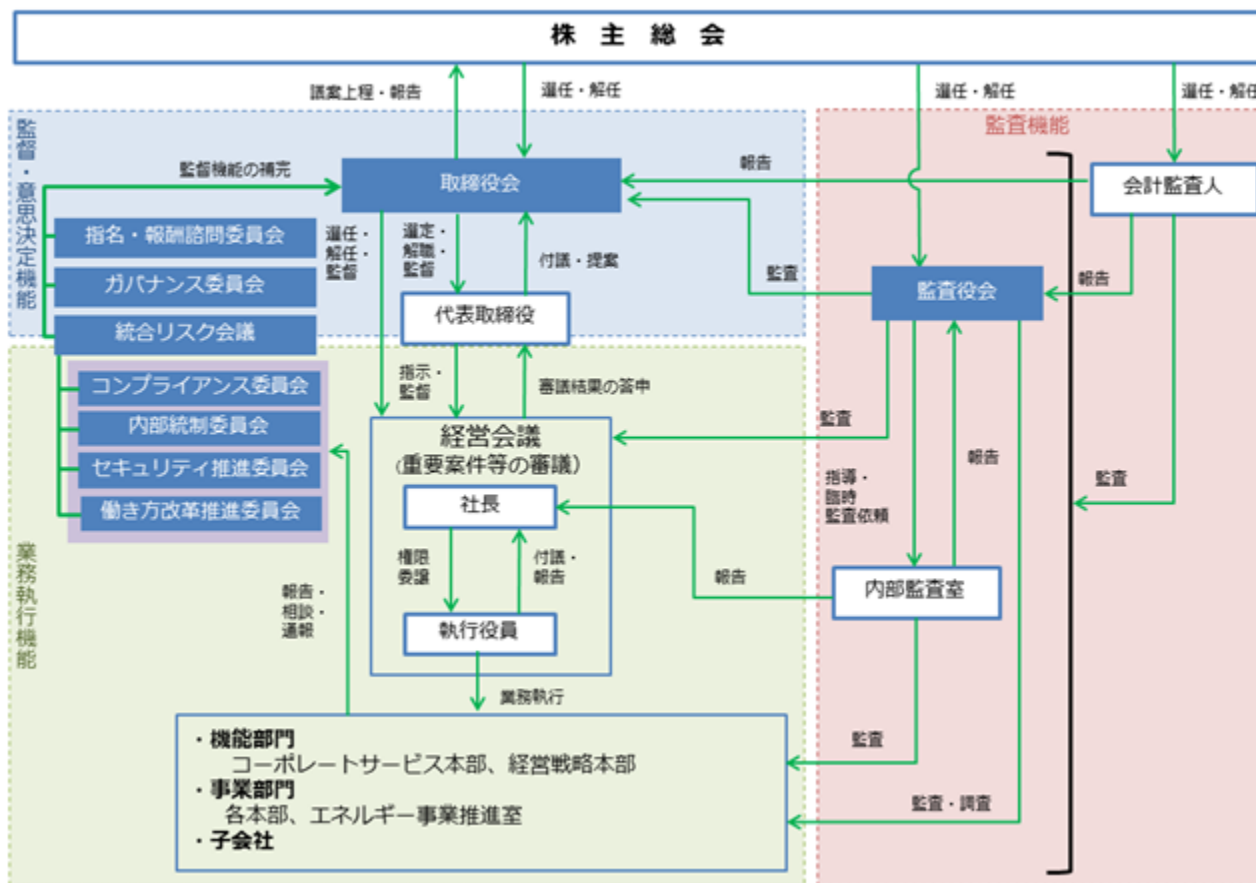 株主総会
議案上程・報告
選任・解任
選任・解任
選任・解任
監督・意思決定機能
監査機能
監督機能の補完
取締役会
報告
会計監査人
指名・報酬諮問委員会
ガバナンス委員会
統合リスク会議
選任・
解任・
監督
選定・
解職・
監督
付議・提案
監査
監査役会
報告
代表取締役
業務執行機能
コンプライアンス委員会
内部統制委員会
セキュリティ推進委員会
働き方改革推進委員会
指示・
監督
審議結果の答申
経営会議
（重要案件等の審議）
監査
社長
権限
委譲
付議・
報告
執行役員
報告
指導・
臨時
監査依頼
報告
監査
内部監査室
報告・
相談・
通報
業務執行
・機能部門
コーポレートサービス本部、経営戦略本部
・事業部門
各本部、エネルギー事業推進室
・子会社
監査
監査・調査